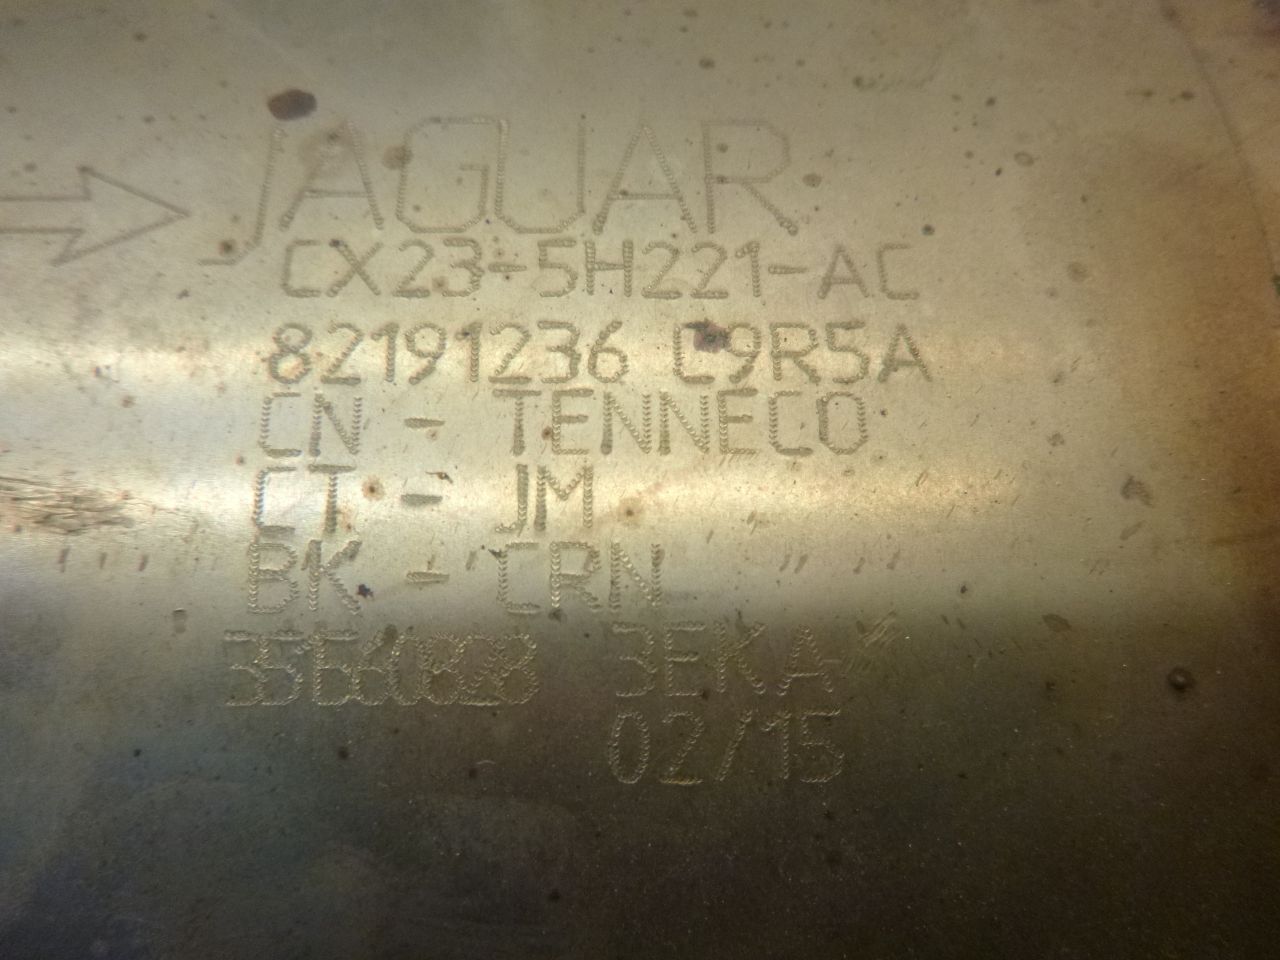 JAGUAR
CX23-5H221-AC
82191236 C9R5A
CN - TENNECO
CT - JM
BK - CRN
3EKA
02/15